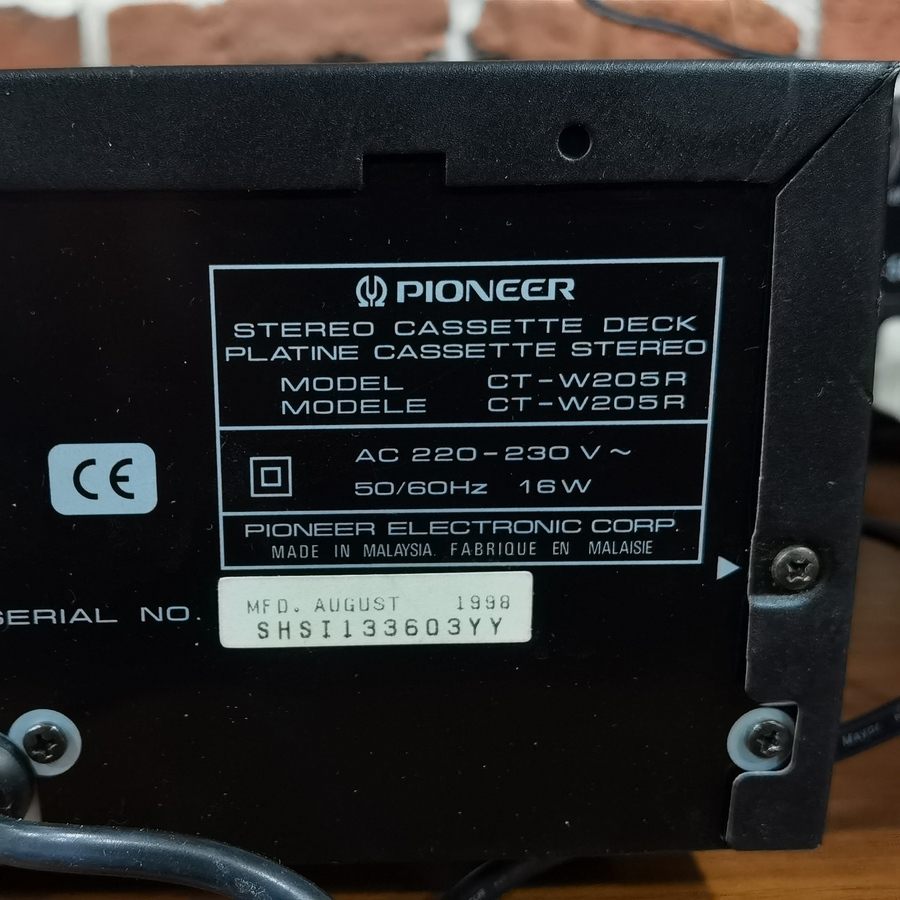 PIONEER
STEREO CASSETTE DECK
PLATINE CASSETTE STEREO
MODEL CT-W205R
MODELE CT-W205R
CE
AC 220-230 V ~
50/60Hz 16W
PIONEER ELECTRONIC CORP.
MADE IN MALAYSIA. FABRIQUE EN MALAISIE
SERIAL NO.
MFD. AUGUST 1998
SHSI133603YY